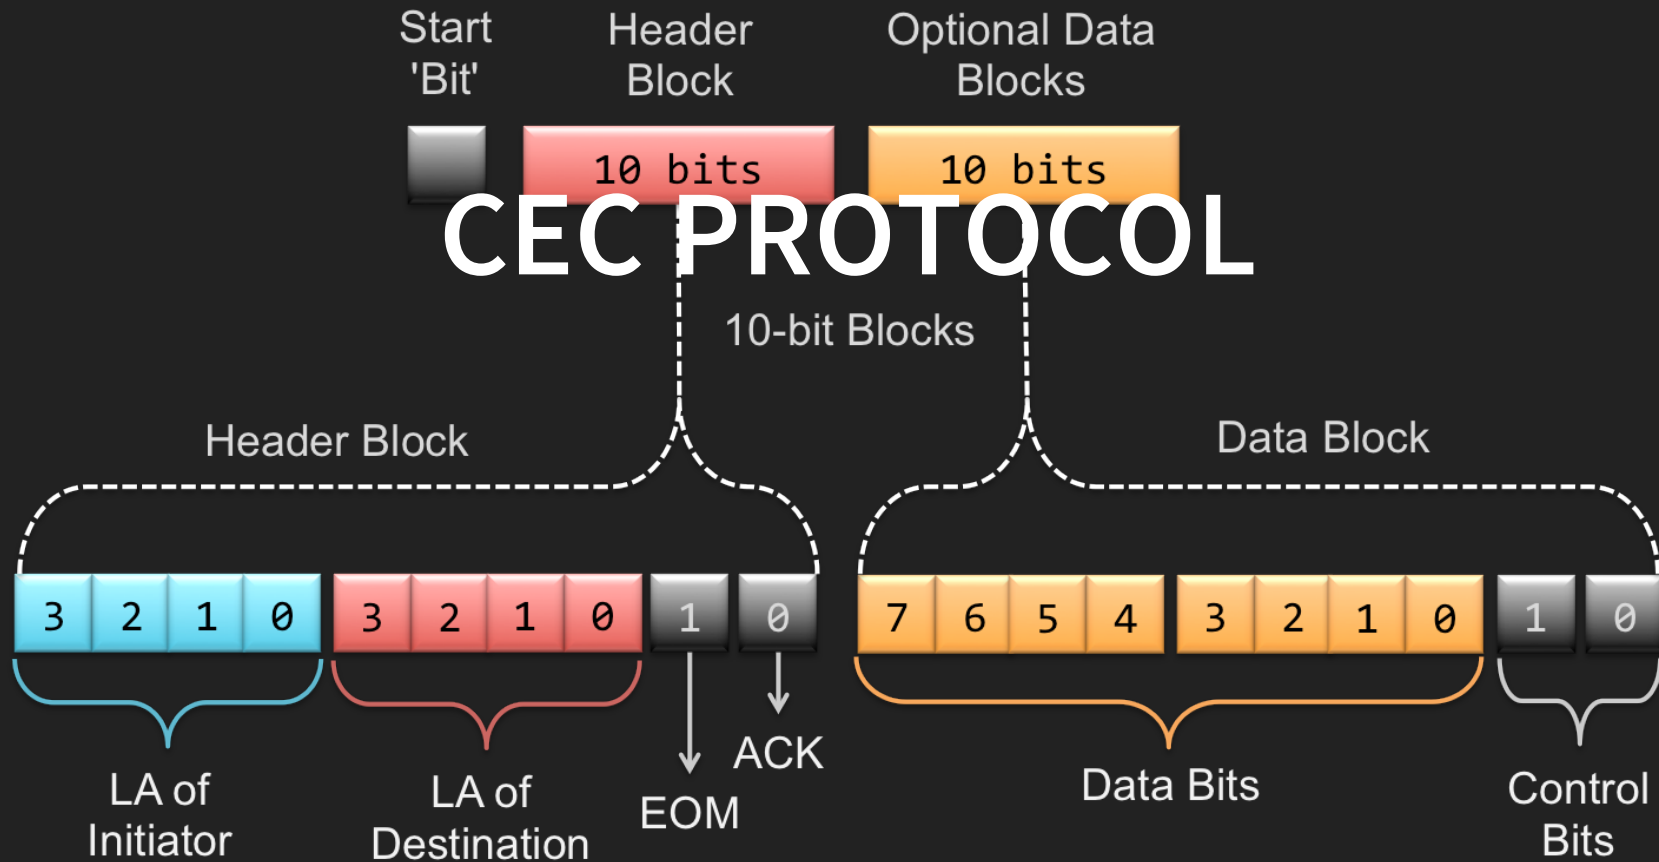 Start
'Bit'
Header
Block
Optional Data
Blocks
10 bits
10 bits
CEC PROTOCOL
10-bit Blocks
Header Block
Data Block
3 2 1 0 3 2 1 0 1 0
7 6 5 4 3 2 1 0 1 0
LA of
Initiator
LA of
Destination
EOM
ACK
Data Bits
Control
Bits